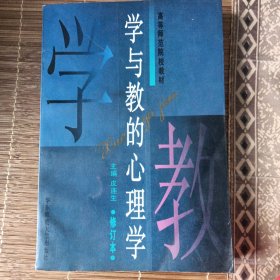 高等师范院校教材
学与教的心理学
主编 皮连生
●修订本●
学
教